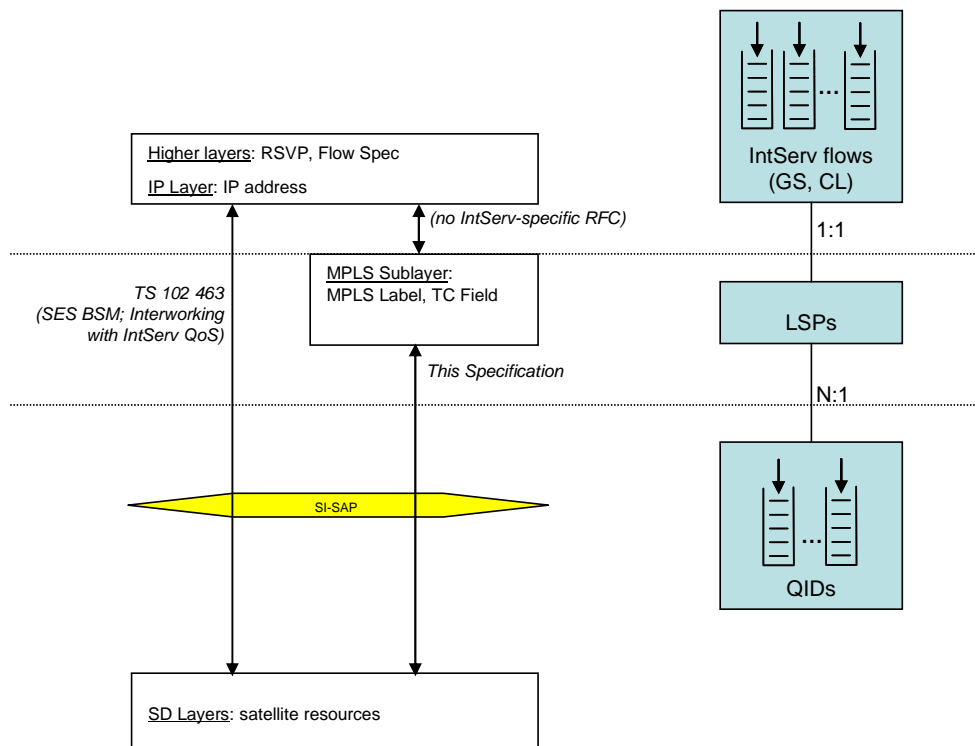 Higher layers: RSVP, Flow Spec
IP Layer: IP address
(no IntServ-specific RFC)
MPLS Sublayer:
MPLS Label, TC Field
TS 102 463
(SES BSM; Interworking
with IntServ QoS)
This Specification
SI-SAP
SD Layers: satellite resources
...
IntServ flows
(GS, CL)
1:1
LSPs
N:1
...
QIDs